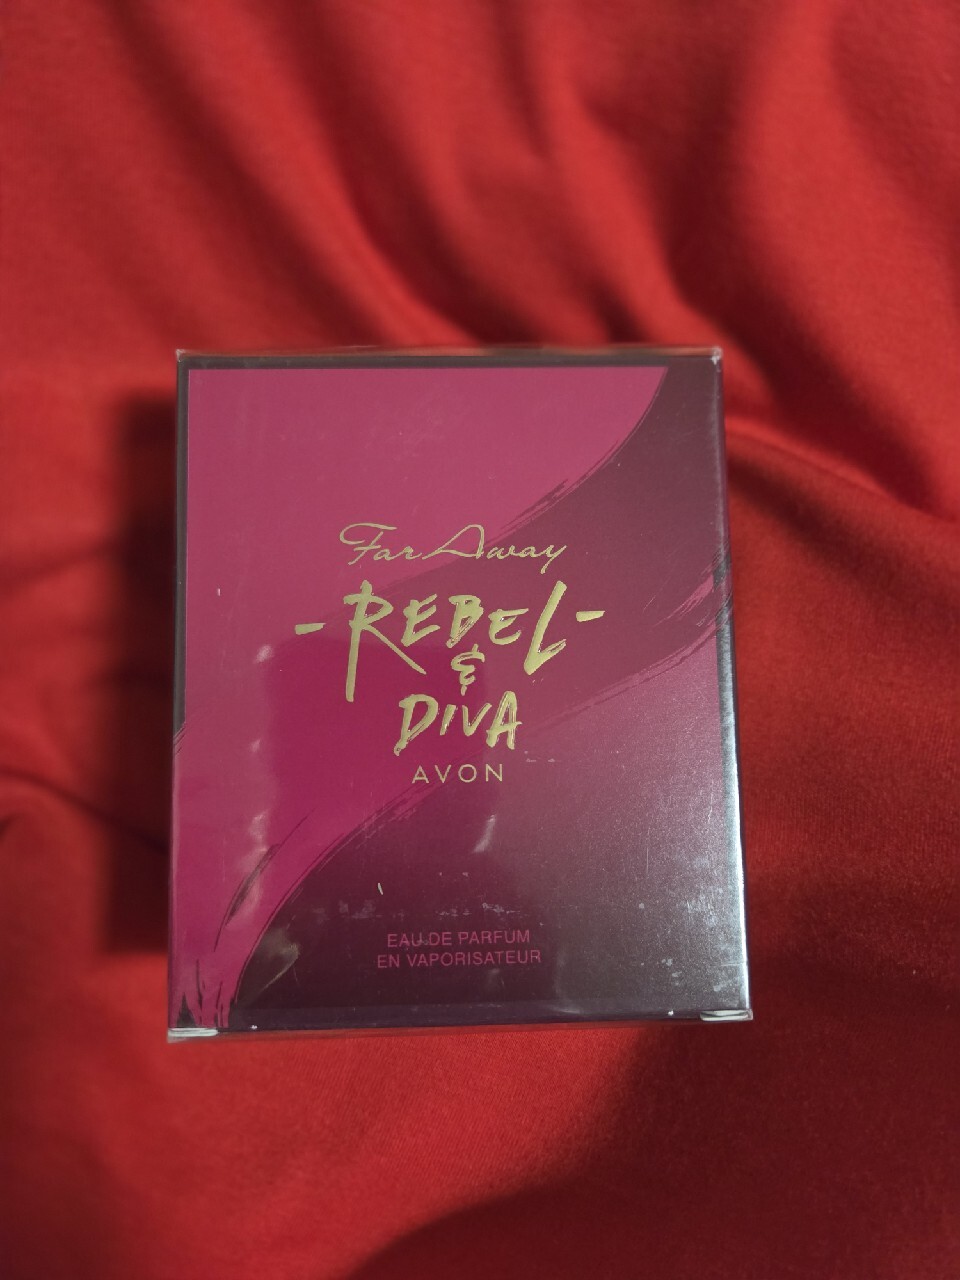 Far Away
-REBEL-
&
DIVA
AVON
EAU DE PARFUM
EN VAPORISATEUR